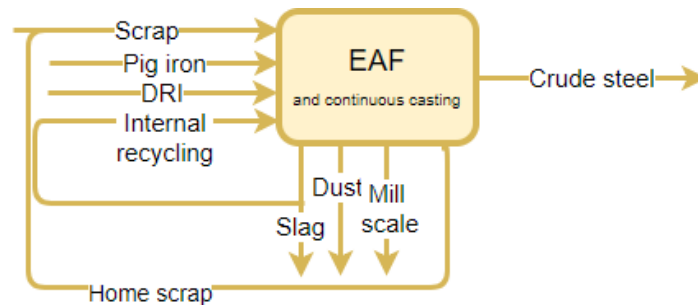 Scrap
EAF
Pig iron
and continuous casting
Crude steel
DRI
Internal
recycling
Dust
Mill
scale
Slag
Home scrap